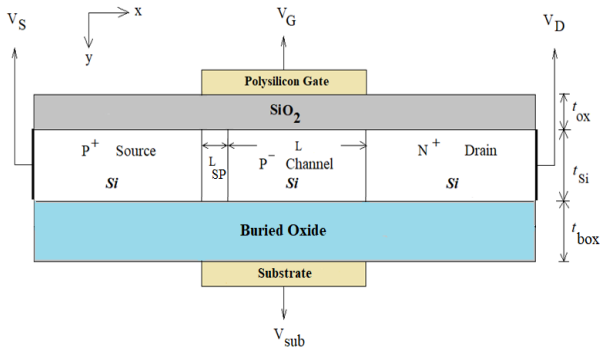 V_S
x
y
V_G
V_D
Polysilicon Gate
SiO_2
t_ox
P^+ Source
L_SP
L
P^- Channel
N^+ Drain
Si
Si
Si
t_Si
Buried Oxide
t_box
Substrate
V_sub